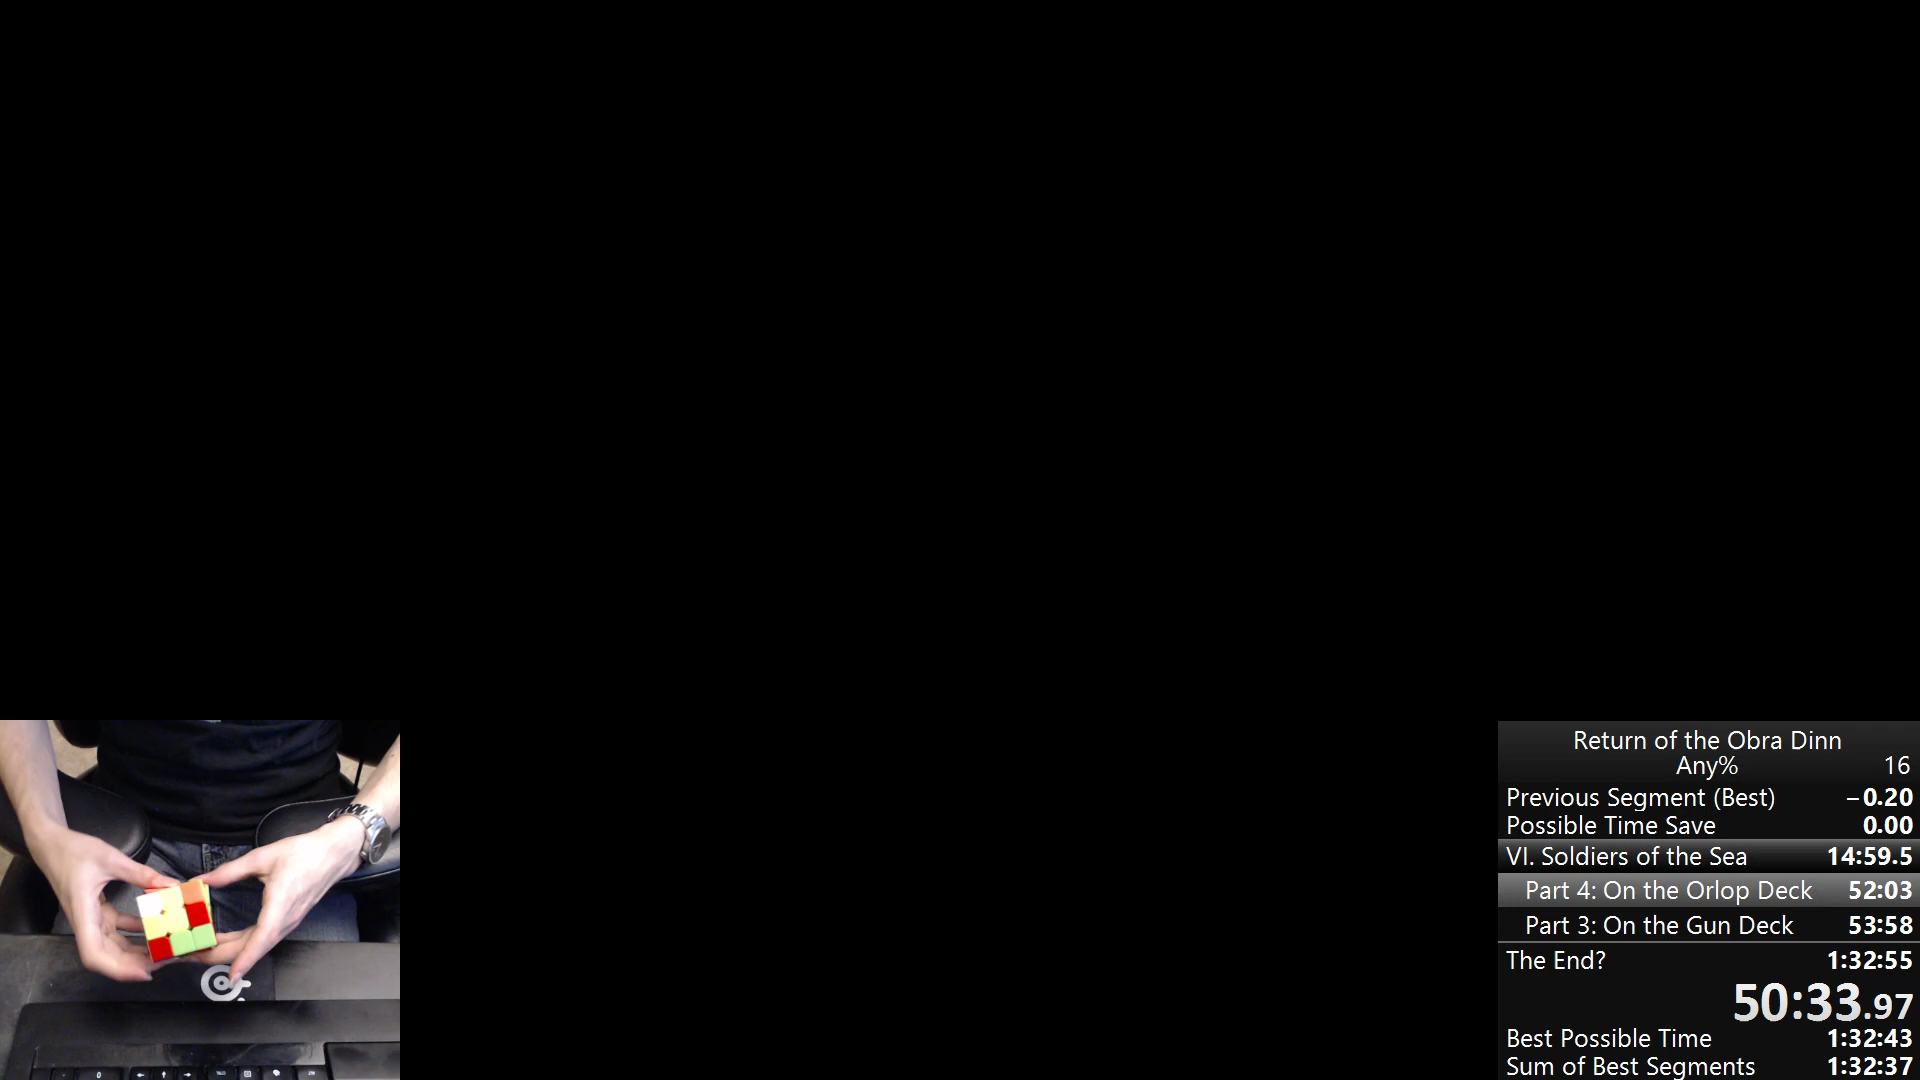 Return of the Obra Dinn
Any% 16
Previous Segment (Best) −0.20
Possible Time Save 0.00
VI. Soldiers of the Sea 14:59.5
Part 4: On the Orlop Deck 52:03
Part 3: On the Gun Deck 53:58
The End? 1:32:55
50:33.97
Best Possible Time 1:32:43
Sum of Best Segments 1:32:37